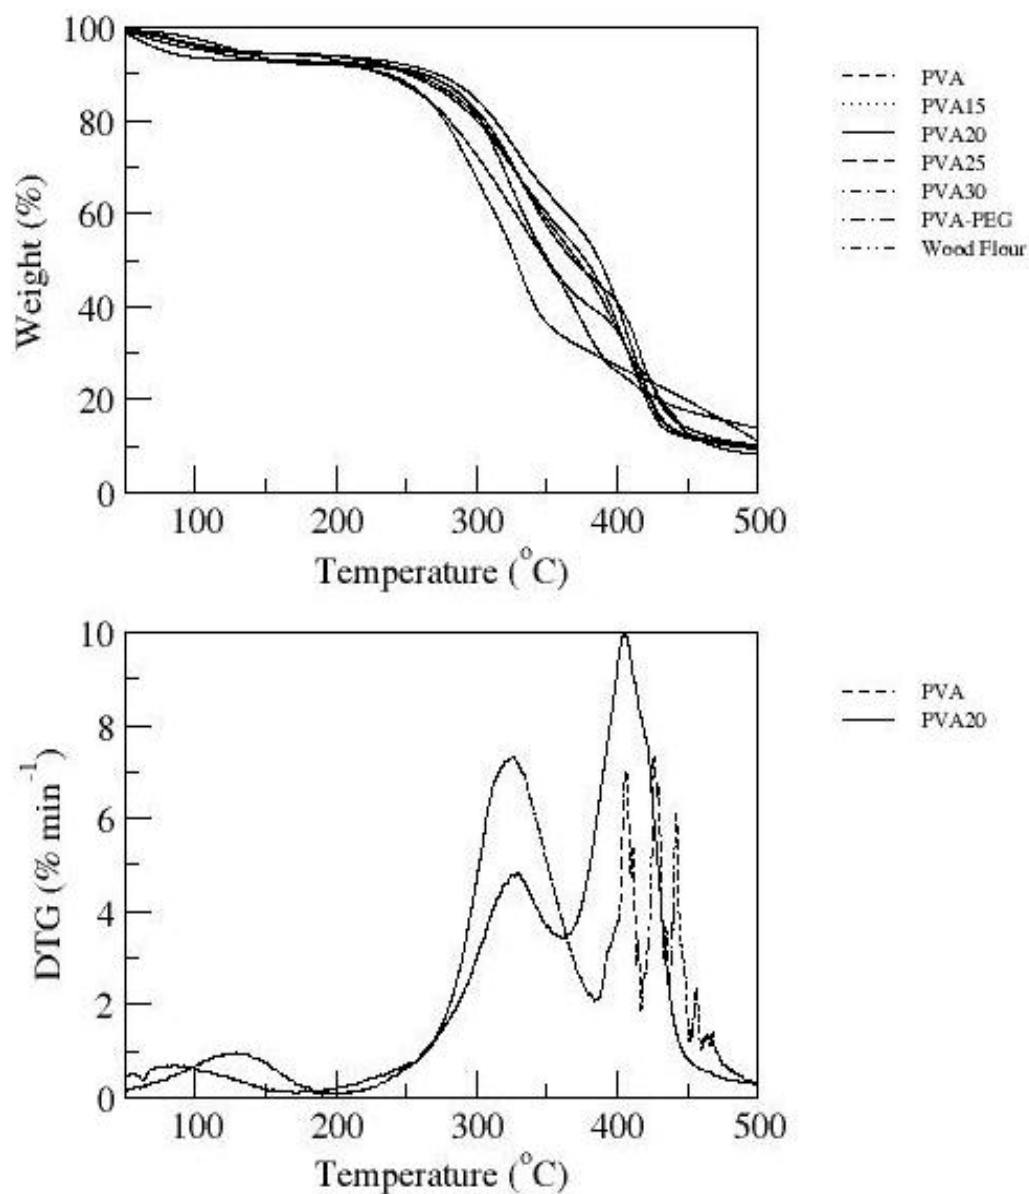 100
80
60
40
20
0
Weight (%)
100 200 300 400 500
Temperature (°C)
PVA
PVA15
PVA20
PVA25
PVA30
PVA-PEG
Wood Flour
10
8
6
4
2
0
DTG (% min⁻¹)
100 200 300 400 500
Temperature (°C)
PVA
PVA20